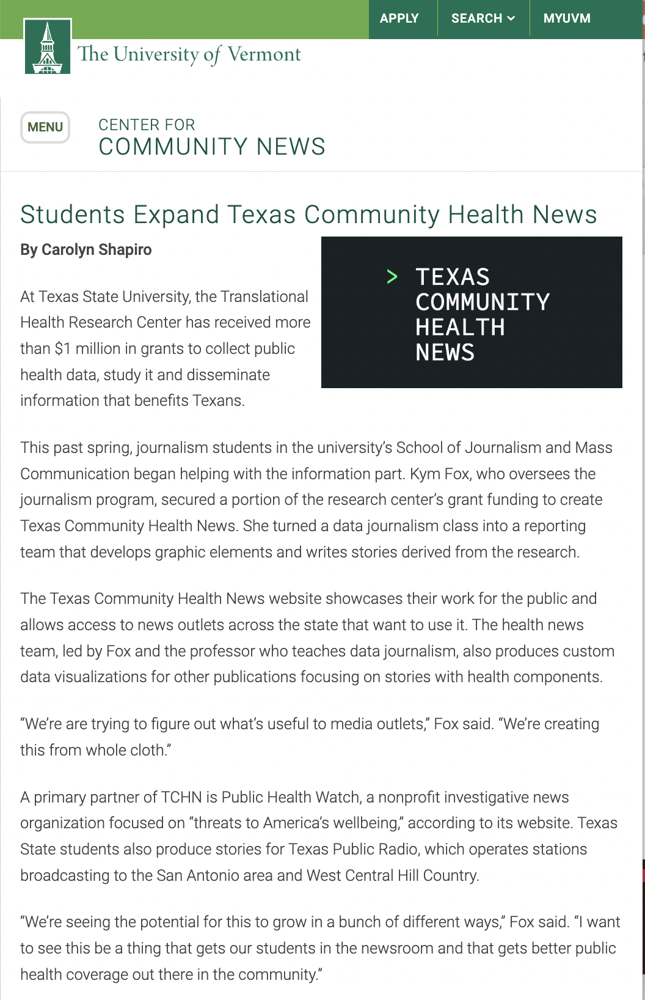 APPLY
SEARCH
MYUVM
The University of Vermont
MENU
CENTER FOR
COMMUNITY NEWS
Students Expand Texas Community Health News
By Carolyn Shapiro
> TEXAS
COMMUNITY
HEALTH
NEWS
At Texas State University, the Translational
Health Research Center has received more
than $1 million in grants to collect public
health data, study it and disseminate
information that benefits Texans.
This past spring, journalism students in the university’s School of Journalism and Mass
Communication began helping with the information part. Kym Fox, who oversees the
journalism program, secured a portion of the research center’s grant funding to create
Texas Community Health News. She turned a data journalism class into a reporting
team that develops graphic elements and writes stories derived from the research.
The Texas Community Health News website showcases their work for the public and
allows access to news outlets across the state that want to use it. The health news
team, led by Fox and the professor who teaches data journalism, also produces custom
data visualizations for other publications focusing on stories with health components.
“We’re are trying to figure out what’s useful to media outlets,” Fox said. “We’re creating
this from whole cloth.”
A primary partner of TCHN is Public Health Watch, a nonprofit investigative news
organization focused on “threats to America’s wellbeing,” according to its website. Texas
State students also produce stories for Texas Public Radio, which operates stations
broadcasting to the San Antonio area and West Central Hill Country.
“We’re seeing the potential for this to grow in a bunch of different ways,” Fox said. “I want
to see this be a thing that gets our students in the newsroom and that gets better public
health coverage out there in the community.”